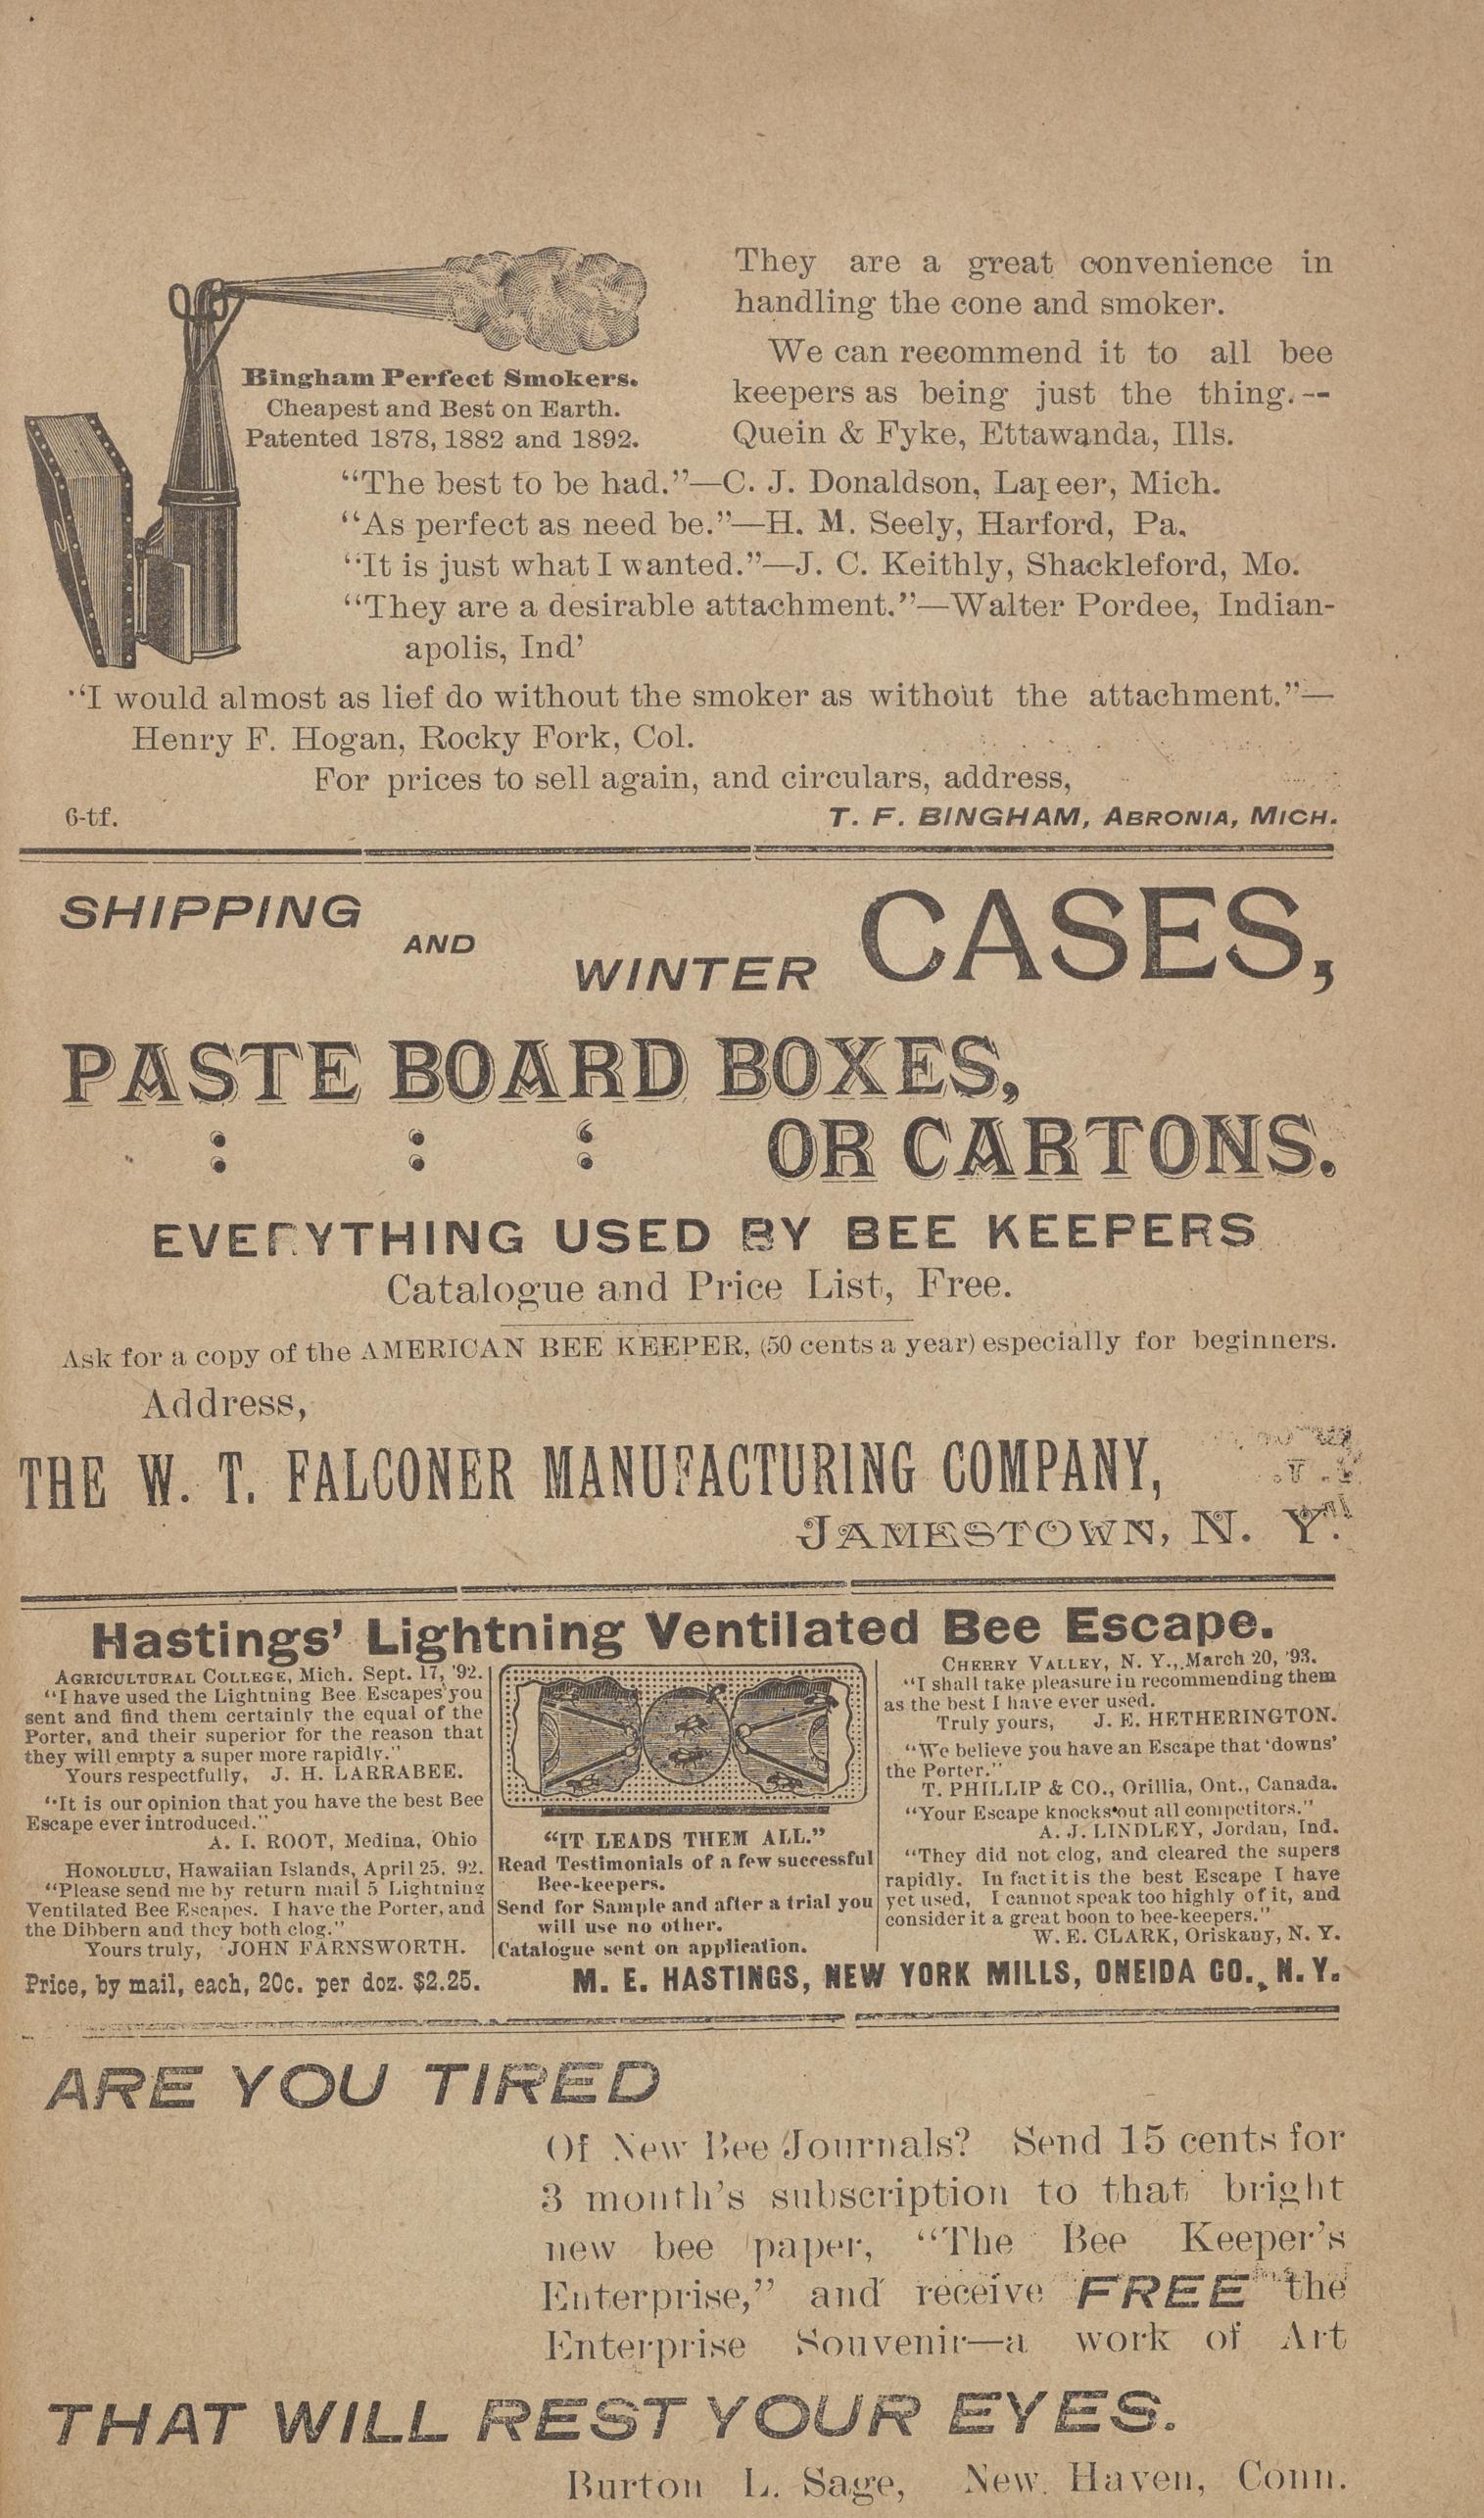 Bingham Perfect Smokers.
Cheapest and Best on Earth.
Patented 1878, 1882 and 1892.
They are a great convenience in
handling the cone and smoker.
We can recommend it to all bee
keepers as being just the thing.--
Quein & Fyke, Ettawanda, Ills.
“The best to be had.”—C. J. Donaldson, Lapeer, Mich.
“As perfect as need be.”—H. M. Seely, Harford, Pa.
“It is just what I wanted.”—J. C. Keithly, Shackleford, Mo.
“They are a desirable attachment.”—Walter Pordee, Indian-
apolis, Ind’
“I would almost as lief do without the smoker as without the attachment.”—
Henry F. Hogan, Rocky Fork, Col.
For prices to sell again, and circulars, address,
6-tf. T. F. BINGHAM, ABRONIA, MICH.
SHIPPING AND WINTER CASES,
PASTE BOARD BOXES,
: : : OR CARTONS.
EVERYTHING USED BY BEE KEEPERS
Catalogue and Price List, Free.
Ask for a copy of the AMERICAN BEE KEEPER, (50 cents a year) especially for beginners.
Address,
THE W. T. FALCONER MANUFACTURING COMPANY,
JAMESTOWN, N. Y.
Hastings’ Lightning Ventilated Bee Escape.
AGRICULTURAL COLLEGE, Mich. Sept. 17, ’92.
“I have used the Lightning Bee Escapes you
sent and find them certainly the equal of the
Porter, and their superior for the reason that
they will empty a super more rapidly.”
Yours respectfully, J. H. LARRABEE.
“It is our opinion that you have the best Bee
Escape ever introduced.”
A. I. ROOT, Medina, Ohio
HONOLULU, Hawaiian Islands, April 25. 92.
“Please send me by return mail 5 Lightning
Ventilated Bee Escapes. I have the Porter, and
the Dibbern and they both clog.”
Yours truly, JOHN FARNSWORTH.
“IT LEADS THEM ALL.”
Read Testimonials of a few successful
Bee-keepers.
Send for Sample and after a trial you
will use no other.
Catalogue sent on application.
CHERRY VALLEY, N. Y., March 20, ’93.
“I shall take pleasure in recommending them
as the best I have ever used.
Truly yours, J. E. HETHERINGTON.
“We believe you have an Escape that ‘downs’
the Porter.”
T. PHILLIP & CO., Orillia, Ont., Canada.
“Your Escape knocks out all competitors.”
A. J. LINDLEY, Jordau, Ind.
“They did not clog, and cleared the supers
rapidly. In fact it is the best Escape I have
yet used, I cannot speak too highly of it, and
consider it a great boon to bee-keepers.”
W. E. CLARK, Oriskany, N. Y.
Price, by mail, each, 20c. per doz. $2.25. M. E. HASTINGS, NEW YORK MILLS, ONEIDA CO., N. Y.
ARE YOU TIRED
Of New Bee Journals? Send 15 cents for
3 month’s subscription to that bright
new bee paper, “The Bee Keeper’s
Enterprise,” and receive FREE the
Enterprise Souvenir—a work of Art
THAT WILL REST YOUR EYES.
Burton L. Sage, New Haven, Conn.